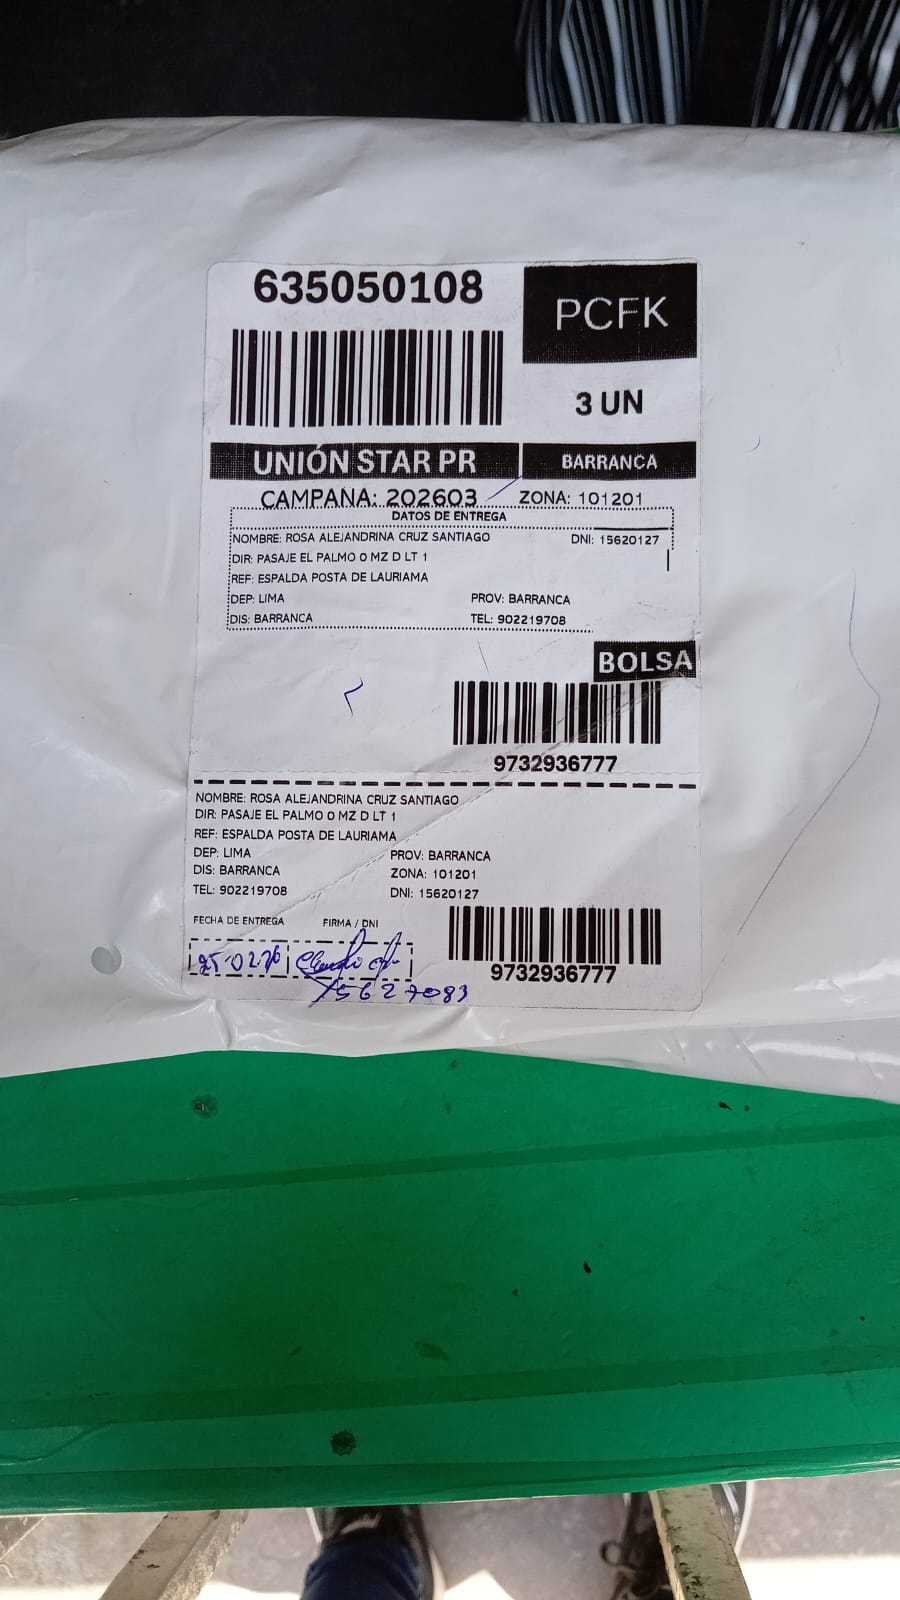 635050108
PCFK
3 UN
UNIÓN STAR PR
BARRANCA
CAMPAÑA: 202603
ZONA: 101201
DATOS DE ENTREGA
NOMBRE: ROSA ALEJANDRINA CRUZ SANTIAGO DNI: 15620127
DIR: PASAJE EL PALMO 0 MZ D LT 1
REF: ESPALDA POSTA DE LAURIAMA
DEP: LIMA PROV: BARRANCA
DIS: BARRANCA TEL: 902219708
BOLSA
9732936777
NOMBRE: ROSA ALEJANDRINA CRUZ SANTIAGO
DIR: PASAJE EL PALMO 0 MZ D LT 1
REF: ESPALDA POSTA DE LAURIAMA
DEP: LIMA PROV: BARRANCA
DIS: BARRANCA ZONA: 101201
TEL: 902219708 DNI: 15620127
FECHA DE ENTREGA FIRMA / DNI
9732936777
15627083